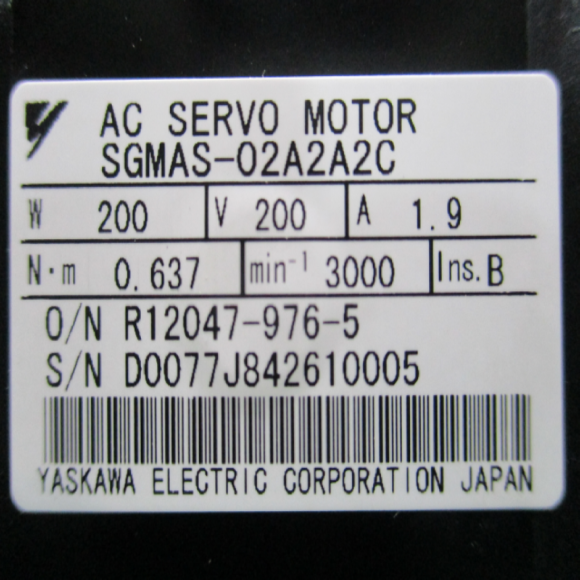 AC SERVO MOTOR
SGMAS-02A2A2C
W 200 V 200 A 1.9
N·m 0.637 min⁻¹ 3000 Ins. B
O/N R12047-976-5
S/N D0077J842610005
YASKAWA ELECTRIC CORPORATION JAPAN